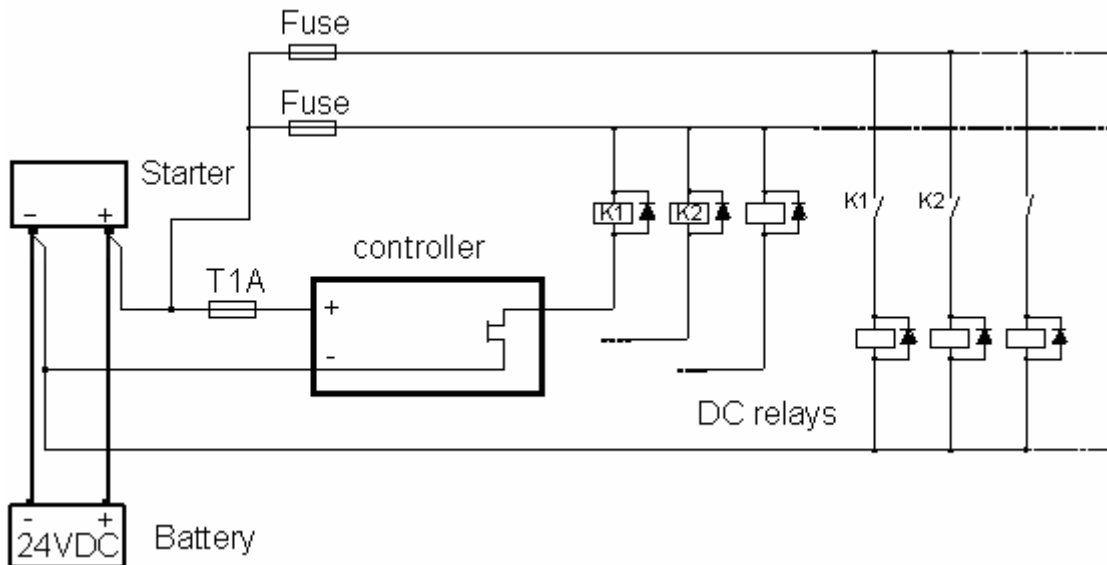 Fuse
Fuse
Starter
- +
K1 K2
K1 K2
controller
T1A
+
-
DC relays
- +
24VDC
Battery